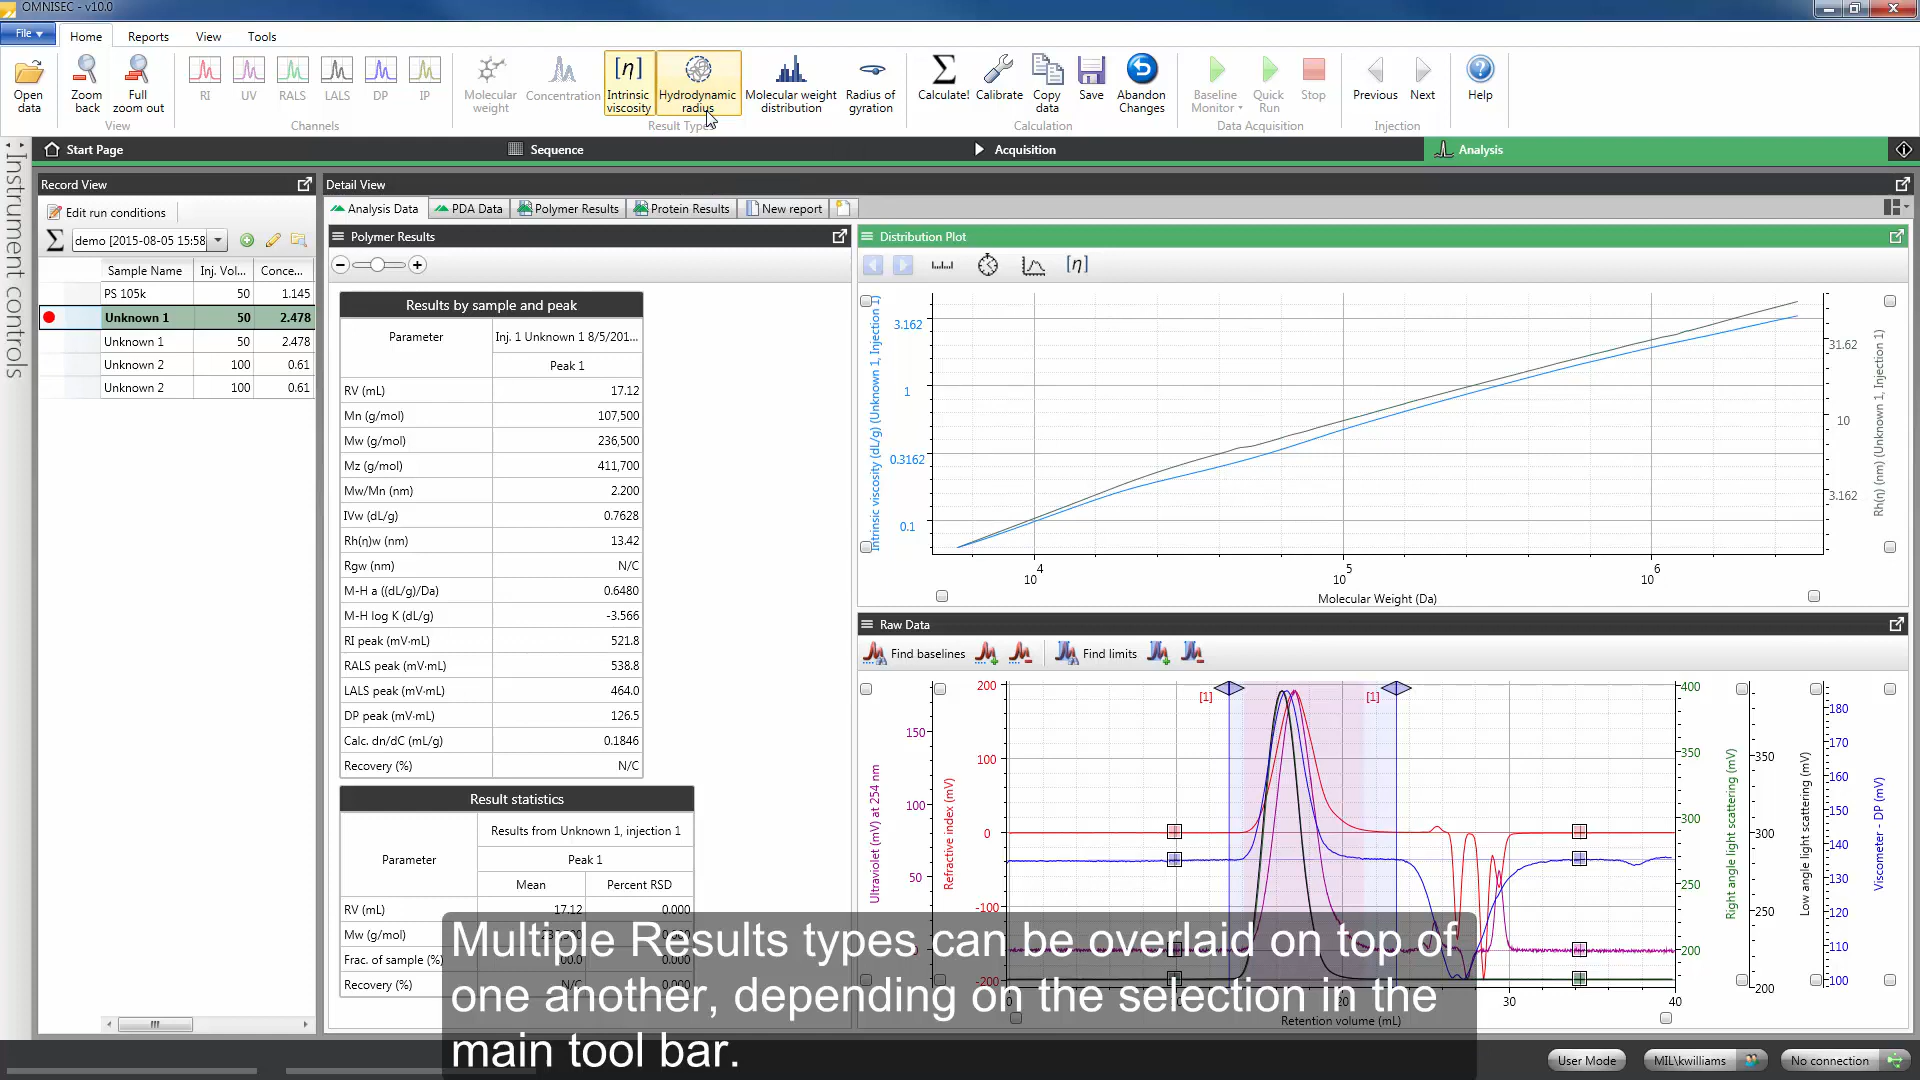 OMNISEC - v10.0
File Home Reports View Tools
Open data
Zoom back
Full zoom out
View
RI UV RALS LALS DP IP
Channels
Molecular weight
Concentration
Intrinsic viscosity
Hydrodynamic radius
Molecular weight distribution
Radius of gyration
Calculate! Calibrate
Copy data
Save
Abandon Changes
Calculation
Baseline Monitor
Quick Run
Stop
Data Acquisition
Previous Next
Injection
Help
Start Page Sequence Acquisition Analysis
Instrument controls
Record View
Edit run conditions
demo [2015-08-05 15:58
Sample Name Inj. Vol... Conce...
PS 105k 50 1.145
Unknown 1 50 2.478
Unknown 1 50 2.478
Unknown 2 100 0.61
Unknown 2 100 0.61
Detail View
Analysis Data PDA Data Polymer Results Protein Results New report
Polymer Results
Results by sample and peak
Parameter Inj. 1 Unknown 1 8/5/201...
Peak 1
RV (mL) 17.12
Mn (g/mol) 107,500
Mw (g/mol) 236,500
Mz (g/mol) 411,700
Mw/Mn (nm) 2.200
IVw (dL/g) 0.7628
Rh(η)w (nm) 13.42
Rgw (nm) N/C
M-H a ((dL/g)/Da) 0.6480
M-H log K (dL/g) -3.566
RI peak (mV·mL) 521.8
RALS peak (mV·mL) 538.8
LALS peak (mV·mL) 464.0
DP peak (mV·mL) 126.5
Calc. dn/dC (mL/g) 0.1846
Recovery (%) N/C
Result statistics
Results from Unknown 1, injection 1
Parameter Peak 1
Mean Percent RSD
RV (mL) 17.12 0.000
Mw (g/mol)
Frac. of sample (%)
Recovery (%)
Distribution Plot
[η]
Intrinsic viscosity (dL/g) (Unknown 1, Injection 1)
3.162
1
0.3162
0.1
31.62
10
3.162
Rh(η) (nm) (Unknown 1, Injection 1)
10^4 10^5 10^6
Molecular Weight (Da)
Raw Data
Find baselines Find limits
[1] [1]
Ultraviolet (mV) at 254 nm
150
100
50
Refractive index (mV)
200
100
0
-100
-200
Right angle light scattering (mV)
400
350
300
250
200
Low angle light scattering (mV)
350
300
250
200
Viscometer - DP (mV)
180
170
160
150
140
130
120
110
100
30 40
Retention volume (mL)
Multiple Results types can be overlaid on top of
one another, depending on the selection in the
main tool bar.
User Mode MIL\kwilliams No connection